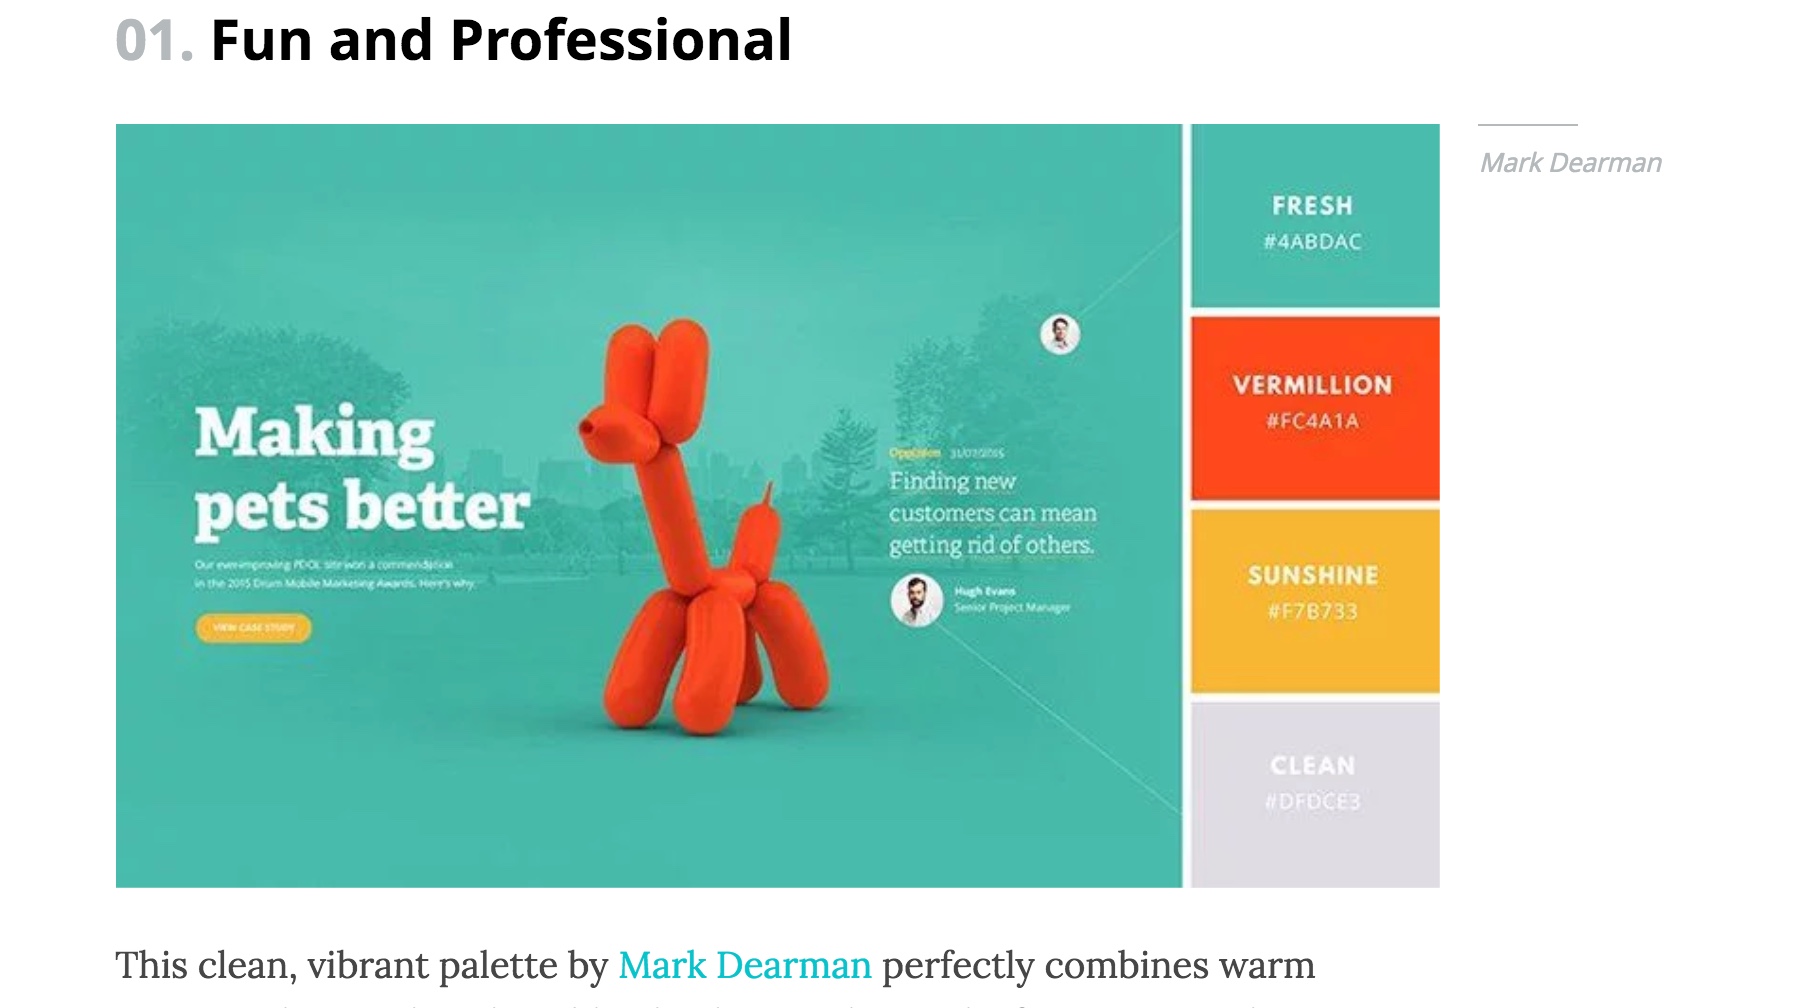 01. Fun and Professional
Mark Dearman
FRESH
#4ABDAC
VERMILLION
#FC4A1A
SUNSHINE
#F7B733
CLEAN
#DFDCE3
Making
pets better
Our ever-improving PDOL site won a commendation
in the 2015 Drum Mobile Marketing Awards. Here's why.
VIEW CASE STUDY
31/07/2015
Finding new
customers can mean
getting rid of others.
Hugh Evans
Senior Project Manager
This clean, vibrant palette by Mark Dearman perfectly combines warm